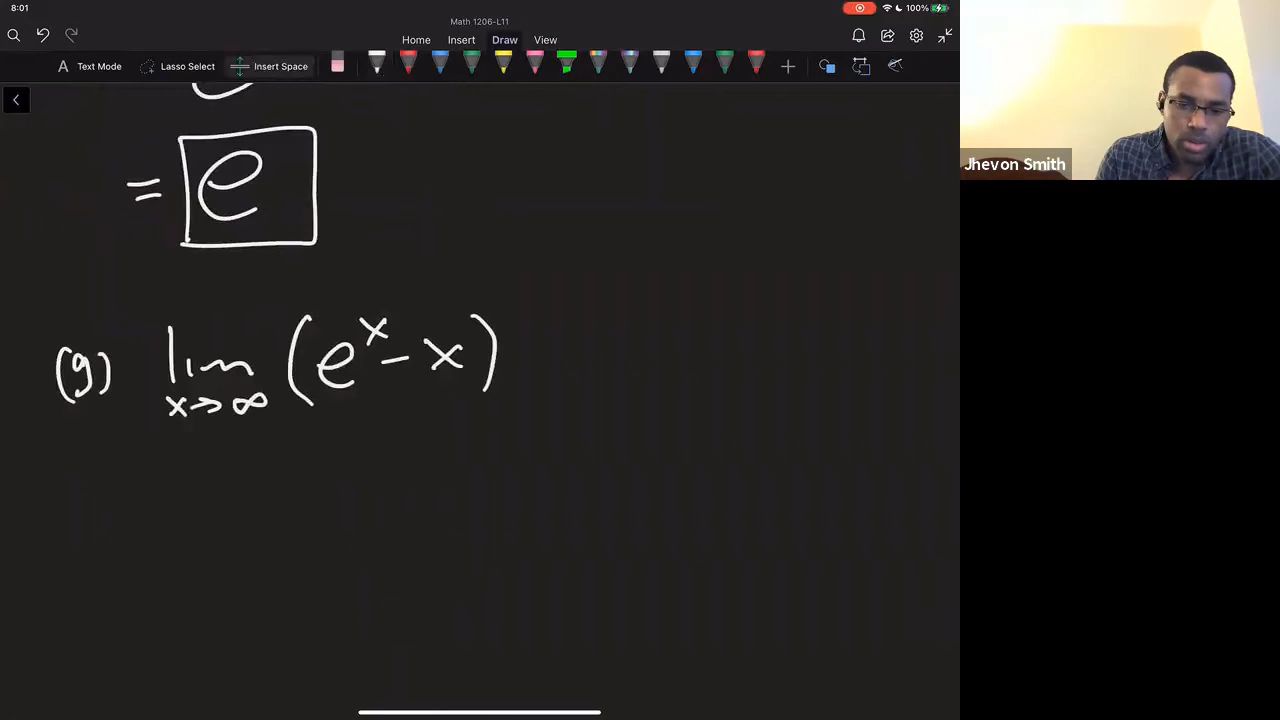 8:01
100%
Math 1206-L11
Home Insert Draw View
Text Mode Lasso Select Insert Space
= e
(g) lim (e^x - x)
x→∞
Jhevon Smith